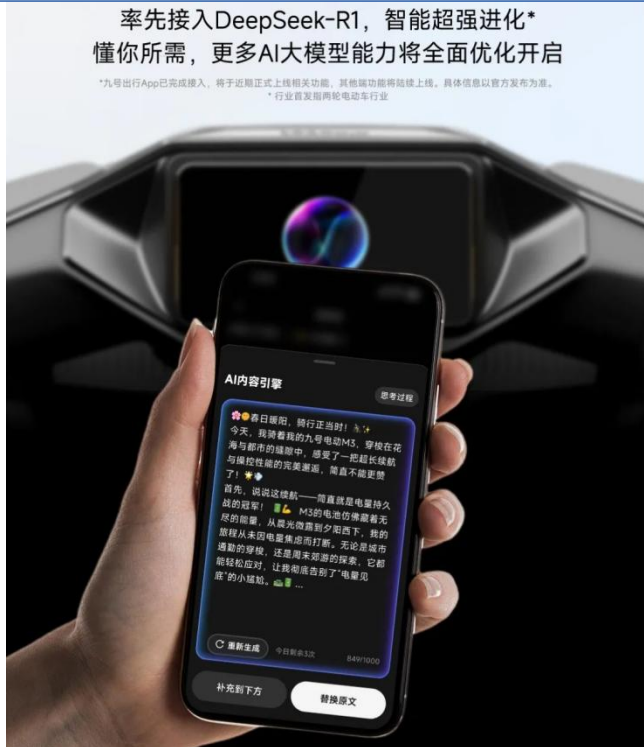 率先接入DeepSeek-R1，智能超强进化*
懂你所需，更多AI大模型能力将全面优化开启
*九号出行App已完成接入，将于近期正式上线相关功能，其他端功能将陆续上线。具体信息以官方发布为准。
* 行业首发指两轮电动车行业
AI内容引擎
思考过程
🌸🌞春日暖阳，骑行正当时！🚴✨
今天，我骑着我的九号电动M3，穿梭在花
海与都市的缝隙中，感受了一把超长续航
与操控性能的完美邂逅，简直不能更赞
了！🌟💨
首先，说说这续航——简直就是电量持久
战的冠军！🔋💪 M3的电池仿佛藏着无
尽的能量，从晨光微露到夕阳西下，我的
旅程从未因电量焦虑而打断。无论是城市
通勤的穿梭，还是周末郊游的探索，它都
能轻松应对，让我彻底告别了“电量见
底”的小尴尬。🚗🔋 ...
重新生成
今日剩余3次
849/1000
补充到下方
替换原文